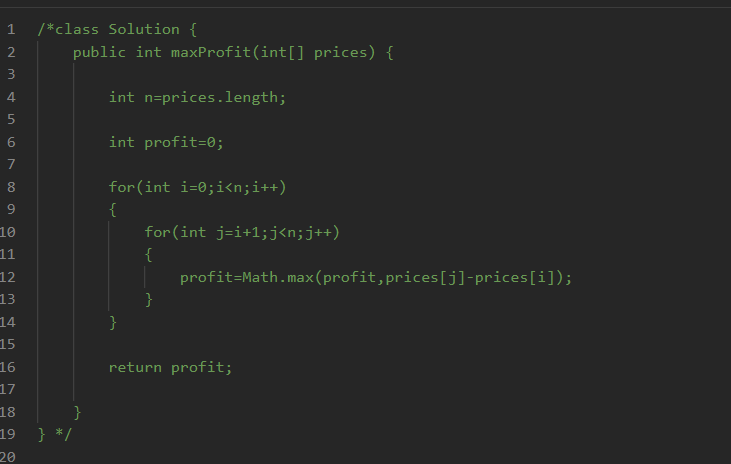 1 /*class Solution {
2 public int maxProfit(int[] prices) {
3
4 int n=prices.length;
5
6 int profit=0;
7
8 for(int i=0;i<n;i++)
9 {
10 for(int j=i+1;j<n;j++)
11 {
12 profit=Math.max(profit,prices[j]-prices[i]);
13 }
14 }
15
16 return profit;
17
18 }
19 } */
20